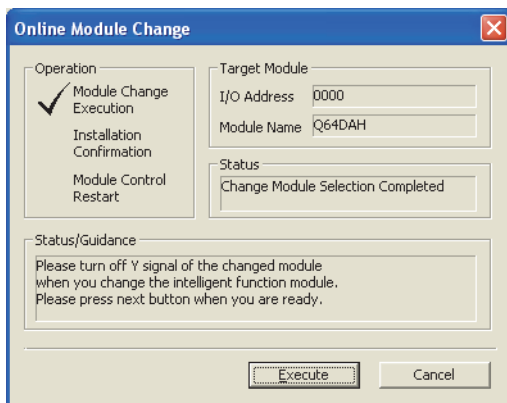 Online Module Change
Operation
Module Change
Execution
Installation
Confirmation
Module Control
Restart
Target Module
I/O Address 0000
Module Name Q64DAH
Status
Change Module Selection Completed
Status/Guidance
Please turn off Y signal of the changed module
when you change the intelligent function module.
Please press next button when you are ready.
Execute Cancel